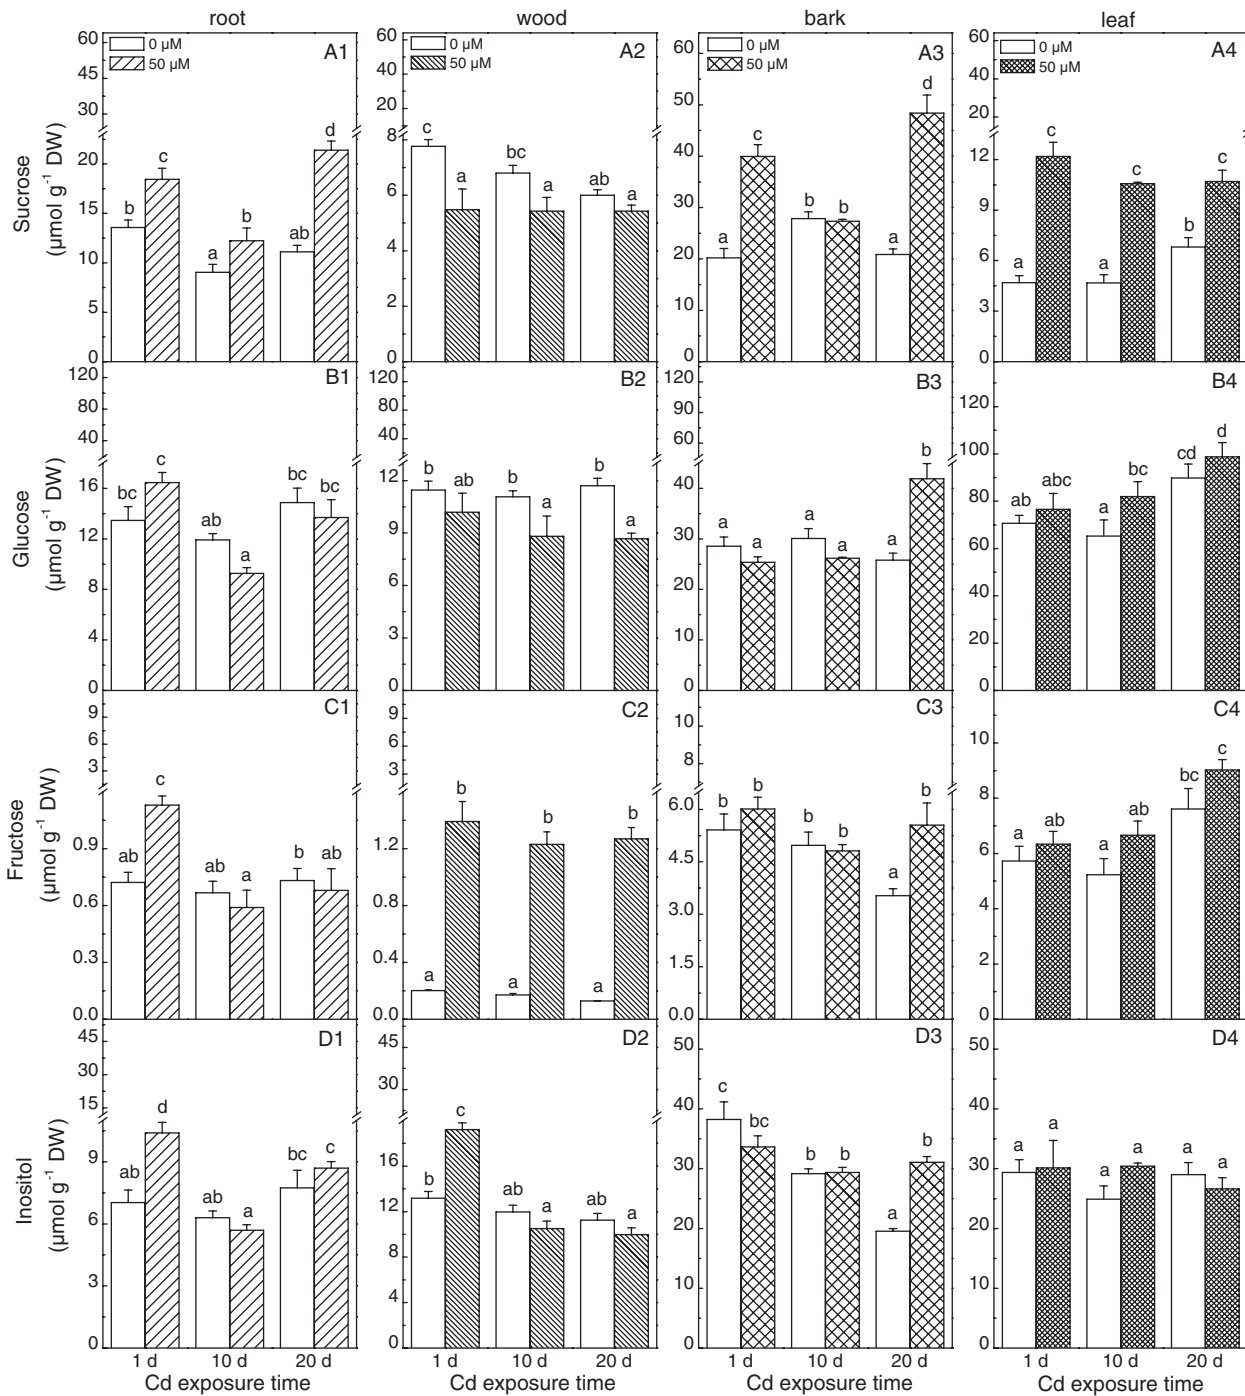 root
wood
bark
leaf
Sucrose
(µmol g⁻¹ DW)
60
45
30
20
15
10
5
0
0 µM
50 µM
A1
b
c
a
b
ab
d
60
40
20
8
6
4
2
0
0 µM
50 µM
A2
c
a
bc
a
ab
a
60
50
40
30
20
10
0
0 µM
50 µM
A3
a
c
b
b
a
d
60
40
20
12
9
6
3
0
0 µM
50 µM
A4
a
c
a
c
b
c
Glucose
(µmol g⁻¹ DW)
120
80
40
16
12
8
4
0
B1
bc
c
ab
a
bc
bc
120
80
40
12
9
6
3
0
B2
b
ab
b
a
b
a
120
90
60
40
30
20
10
0
B3
a
a
a
a
a
b
120
100
80
60
40
20
0
B4
ab
abc
a
bc
cd
d
Fructose
(µmol g⁻¹ DW)
9
6
3
0.9
0.6
0.3
0.0
C1
ab
c
ab
a
b
ab
9
6
3
1.2
0.8
0.4
0.0
C2
a
b
a
b
a
b
10
8
6.0
4.5
3.0
1.5
0.0
C3
b
b
b
b
a
b
10
8
6
4
2
0
C4
a
ab
a
ab
bc
c
Inositol
(µmol g⁻¹ DW)
45
30
15
9
6
3
0
D1
ab
d
ab
a
bc
c
45
30
16
12
8
4
0
D2
b
c
ab
a
ab
a
50
40
30
20
10
0
D3
c
bc
b
b
a
b
50
40
30
20
10
0
D4
a
a
a
a
a
a
1 d 10 d 20 d
Cd exposure time
1 d 10 d 20 d
Cd exposure time
1 d 10 d 20 d
Cd exposure time
1 d 10 d 20 d
Cd exposure time